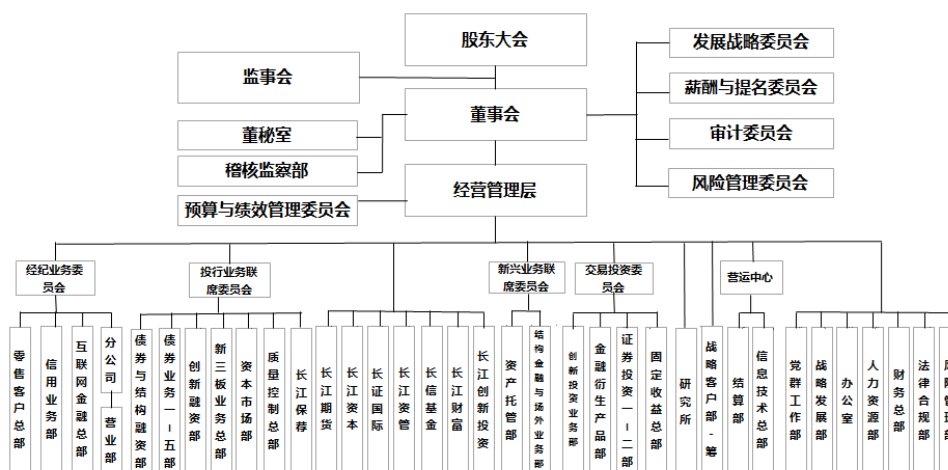 股东大会
监事会
发展战略委员会
薪酬与提名委员会
董事会
董秘室
审计委员会
稽核监察部
经营管理层
风险管理委员会
预算与绩效管理委员会
经纪业务委
员会
投行业务联
席委员会
新兴业务联
席委员会
交易投资委
员会
营运中心
零售客户总部
信用业务部
互联网金融总部
分公司
营业部
债券与结构融资部
债券业务一-五部
创新融资部
新三板业务总部
资本市场部
质量控制总部
长江保荐
长江期货
长江资本
长证国际
长江资管
长信基金
长江财富
长江创新投资
资产托管部
结构金融与场外业务部
创新投资业务部
金融衍生产品部
证券投资一-二部
固定收益总部
研究所
战略客户部-筹
结算部
信息技术总部
党群工作部
战略发展部
办公室
人力资源部
财务总部
法律合规部